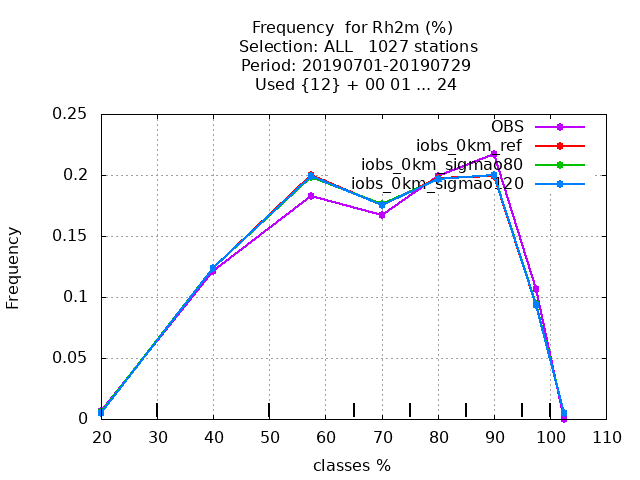 Frequency  for Rh2m (%)
Selection: ALL   1027 stations
Period: 20190701-20190729
Used {12} + 00 01 ... 24
0.25
OBS
iobs_0km_ref
iobs_0km_sigmao80
iobs_0km_sigmao120
0.2
0.15
0.1
0.05
0
Frequency
20 30 40 50 60 70 80 90 100 110
classes %